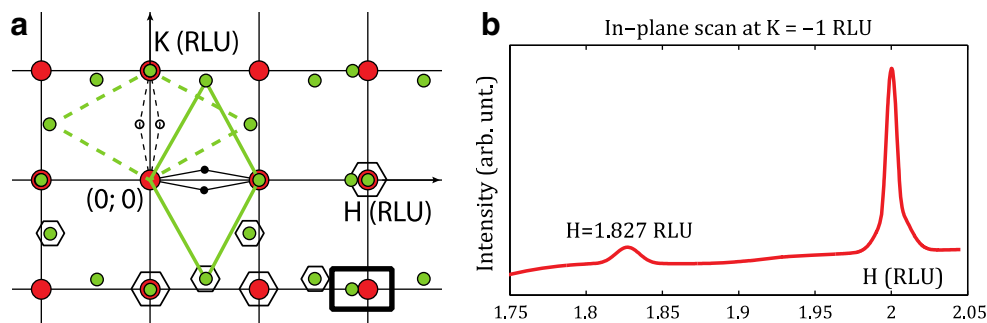 a
K (RLU)
(0; 0)
H (RLU)
b
In-plane scan at K = -1 RLU
Intensity (arb. unt.)
H=1.827 RLU
H (RLU)
1.75 1.8 1.85 1.9 1.95 2 2.05